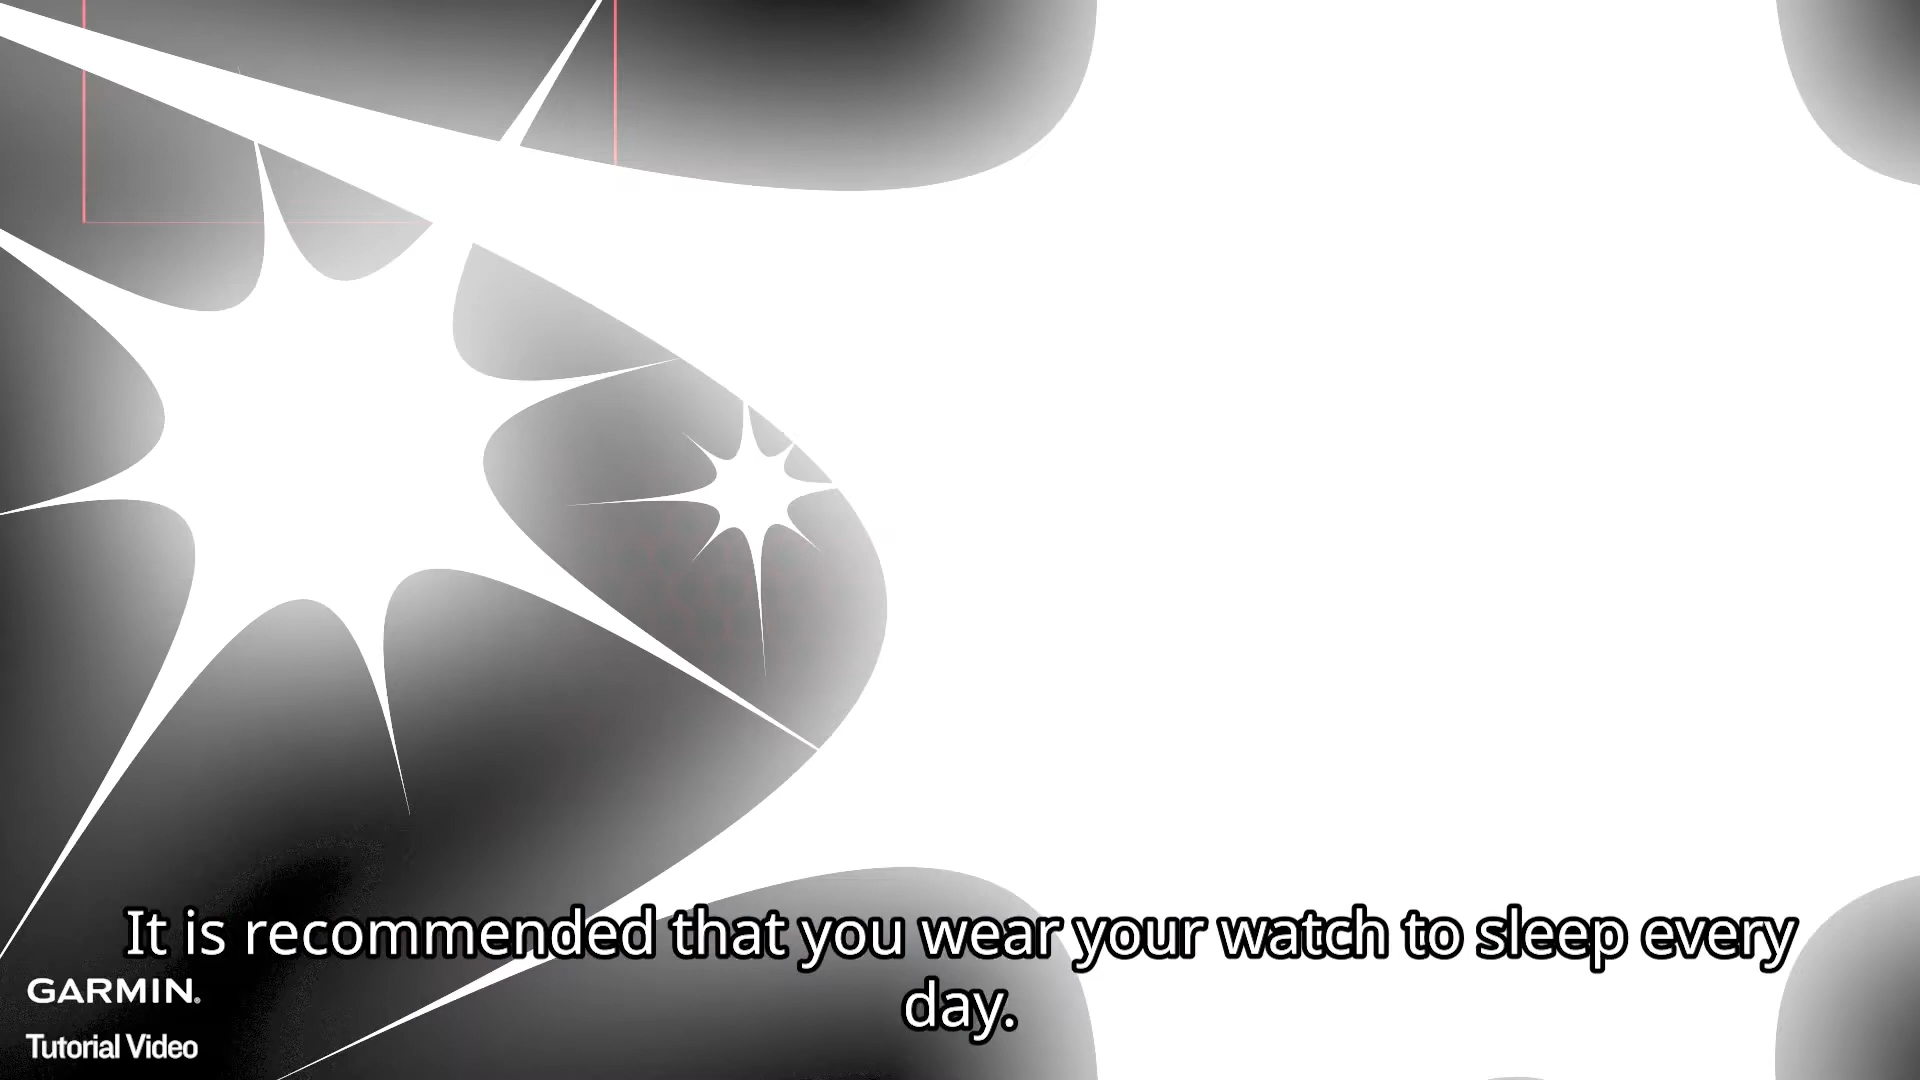 It is recommended that you wear your watch to sleep every
day.
GARMIN.
Tutorial Video